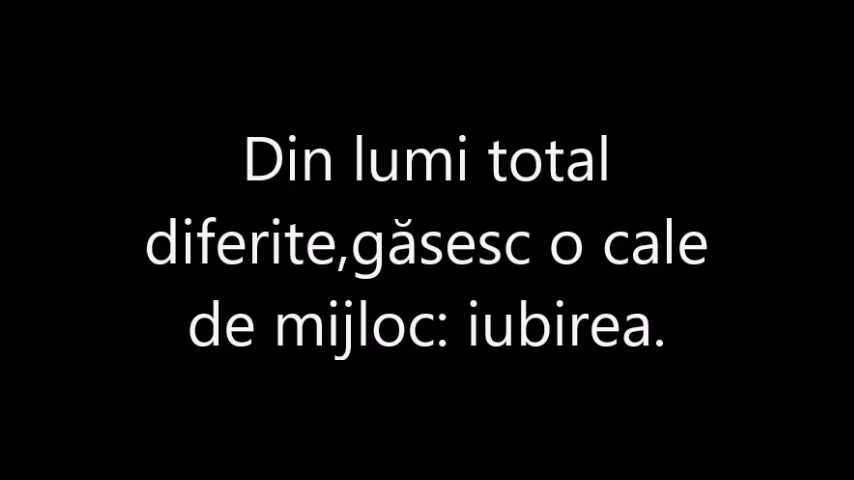 Din lumi total
diferite,găsesc o cale
de mijloc: iubirea.